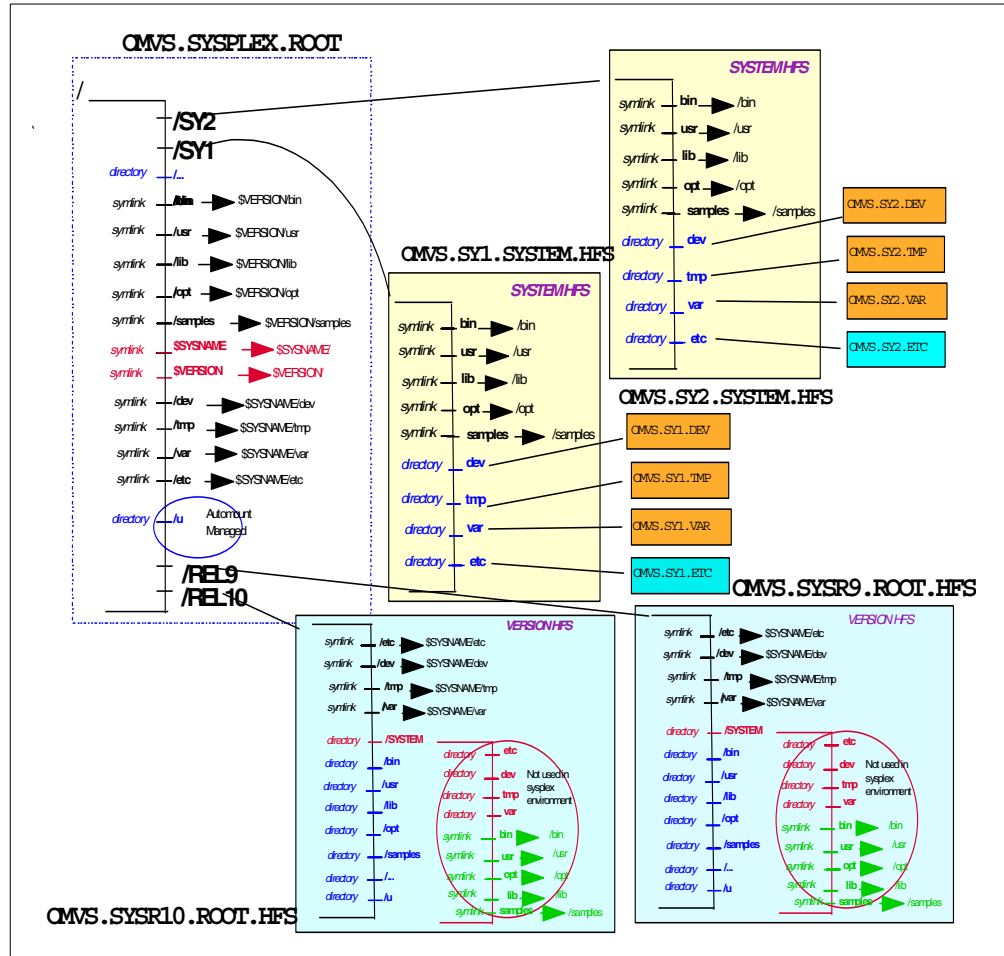 OMVS.SYSPLEX.ROOT
/
/SY2
/SY1
directory /...
symlink /bin $VERSION/bin
symlink /usr $VERSION/usr
symlink /lib $VERSION/lib
symlink /opt $VERSION/opt
symlink /samples $VERSION/samples
symlink $SYSNAME $SYSNAME/
symlink $VERSION $VERSION/
symlink /dev $SYSNAME/dev
symlink /tmp $SYSNAME/tmp
symlink /var $SYSNAME/var
symlink /etc $SYSNAME/etc
directory /u Automount
Managed
/REL9
/REL10
SYSTEM HFS
symlink bin /bin
symlink usr /usr
symlink lib /lib
symlink opt /opt
symlink samples /samples
directory dev OMVS.SY2.DEV
directory tmp OMVS.SY2.TMP
directory var OMVS.SY2.VAR
directory etc OMVS.SY2.ETC
OMVS.SY2.SYSTEM.HFS
OMVS.SY1.SYSTEM.HFS
SYSTEM HFS
symlink bin /bin
symlink usr /usr
symlink lib /lib
symlink opt /opt
symlink samples /samples
directory dev OMVS.SY1.DEV
directory tmp OMVS.SY1.TMP
directory var OMVS.SY1.VAR
directory etc OMVS.SY1.ETC
VERSION HFS
symlink /etc $SYSNAME/etc
symlink /dev $SYSNAME/dev
symlink /tmp $SYSNAME/tmp
symlink /var $SYSNAME/var
directory /SYSTEM
directory /bin
directory /usr
directory /lib
directory /opt
directory /samples
directory /...
directory /u
directory etc
directory dev
directory tmp
directory var
Not used in
sysplex
environment
symlink bin /bin
symlink usr /usr
symlink opt /opt
symlink lib /lib
symlink samples /samples
OMVS.SYSR10.ROOT.HFS
OMVS.SYSR9.ROOT.HFS
VERSION HFS
symlink /etc $SYSNAME/etc
symlink /dev $SYSNAME/dev
symlink /tmp $SYSNAME/tmp
symlink /var $SYSNAME/var
directory /SYSTEM
directory /bin
directory /usr
directory /lib
directory /opt
directory /samples
directory /...
directory /u
directory etc
directory dev
directory tmp
directory var
Not used in
sysplex
environment
symlink bin /bin
symlink usr /usr
symlink opt /opt
symlink lib /lib
symlink samples /samples